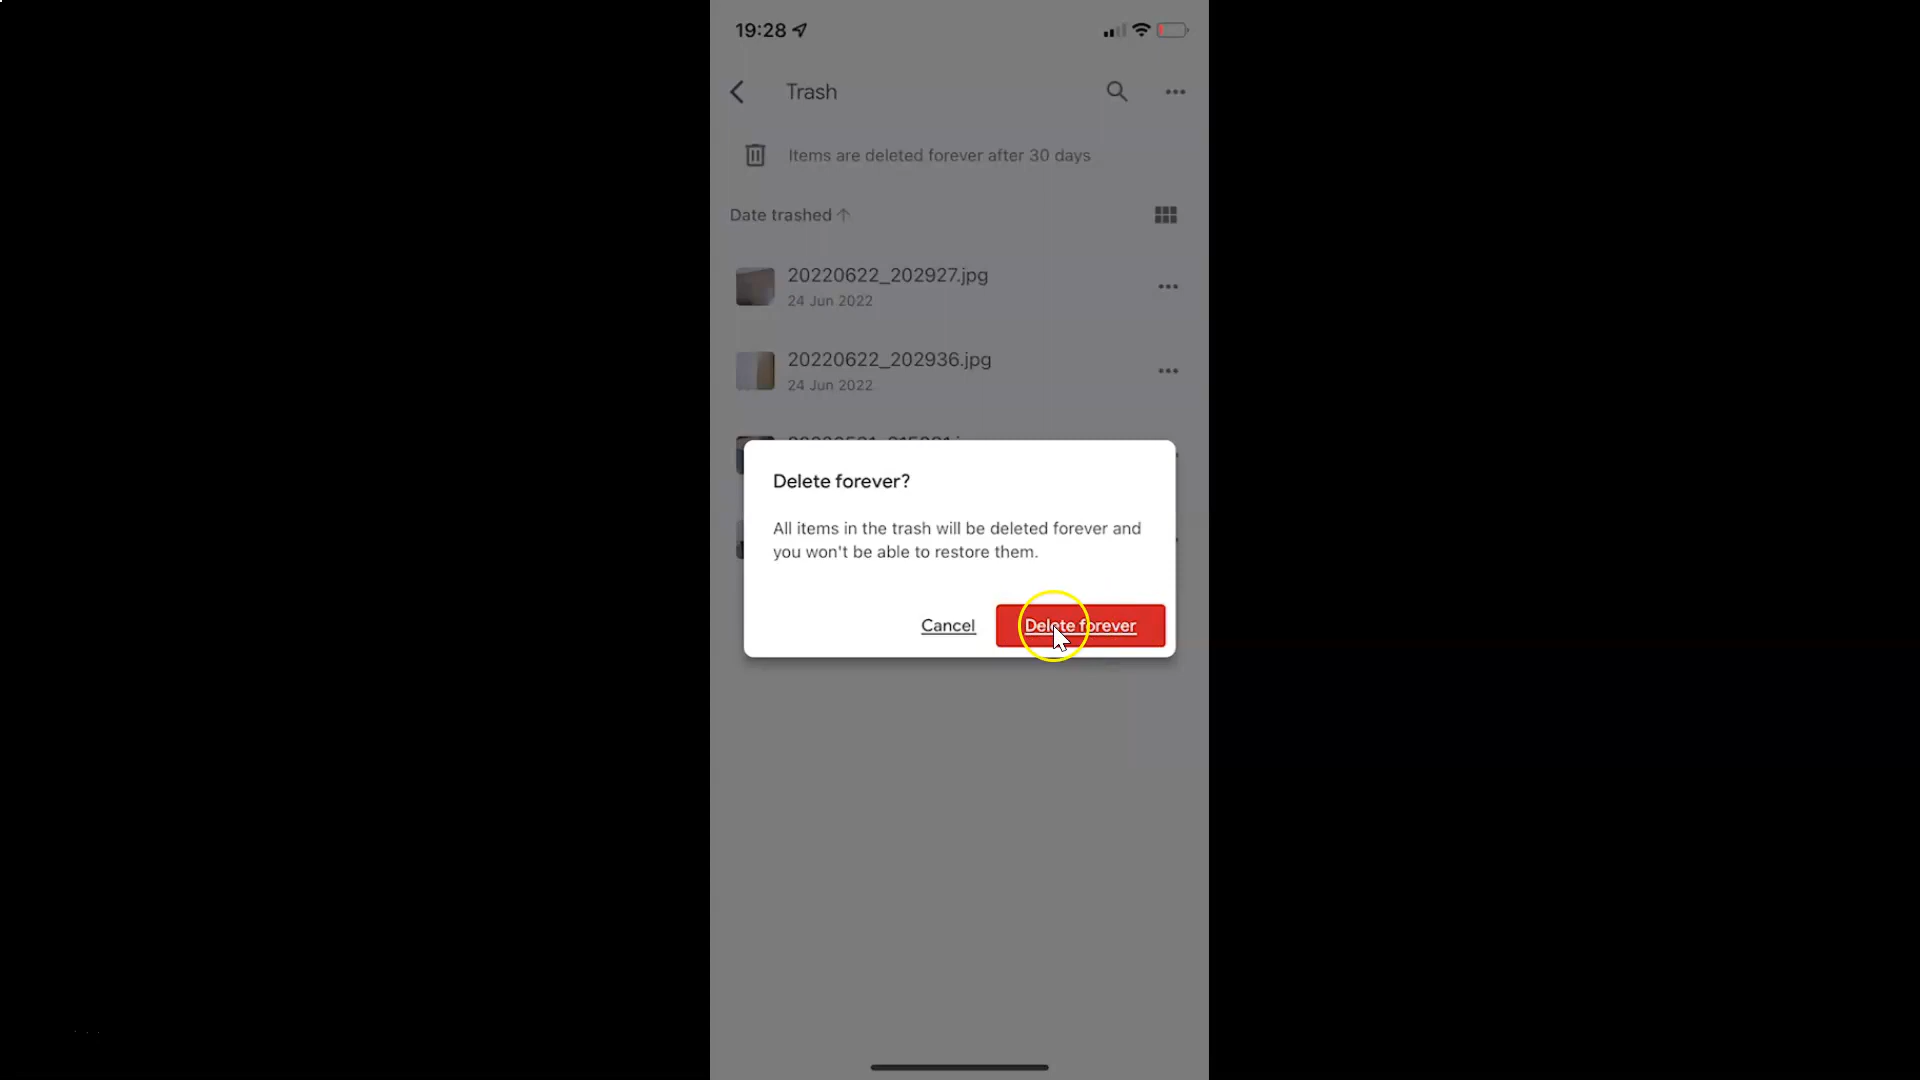 19:28
Trash
Items are deleted forever after 30 days
Date trashed
20220622_202927.jpg
24 Jun 2022
20220622_202936.jpg
24 Jun 2022
Delete forever?
All items in the trash will be deleted forever and
you won't be able to restore them.
Cancel
Delete forever